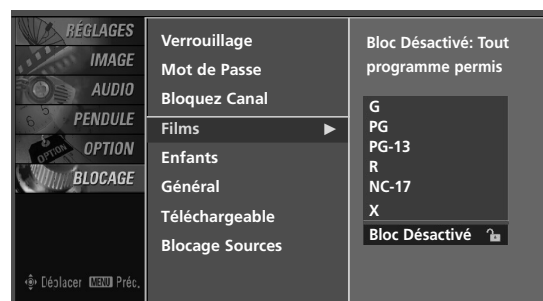 RÉGLAGES
IMAGE
AUDIO
PENDULE
OPTION
BLOCAGE
Déplacer MENU Préc.
Verrouillage
Mot de Passe
Bloquez Canal
Films
Enfants
Général
Téléchargeable
Blocage Sources
Bloc Désactivé: Tout
programme permis
G
PG
PG-13
R
NC-17
X
Bloc Désactivé